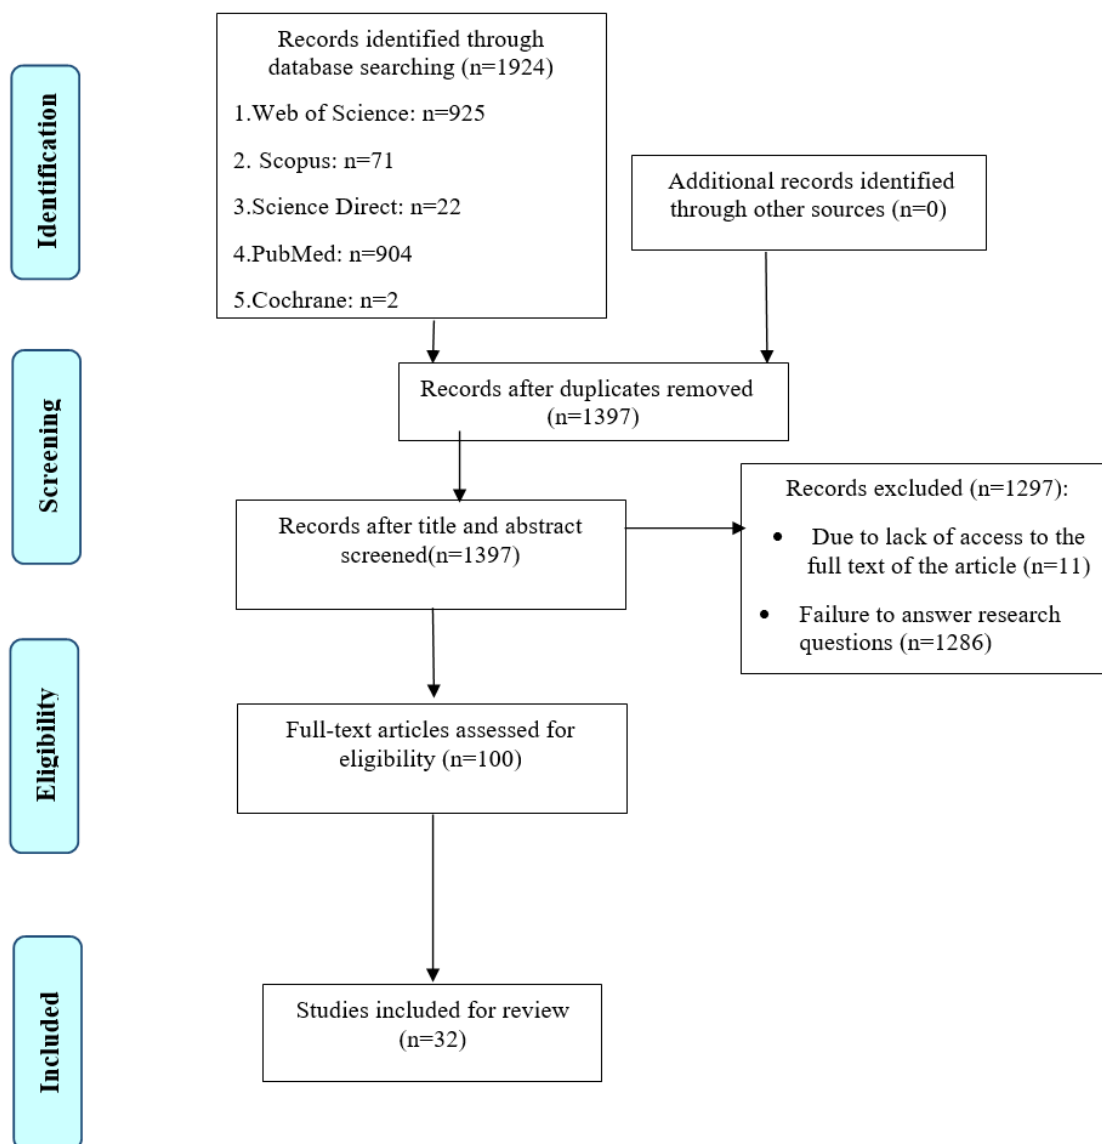 Identification
Records identified through
database searching (n=1924)
1.Web of Science: n=925
2. Scopus: n=71
3.Science Direct: n=22
4.PubMed: n=904
5.Cochrane: n=2
Additional records identified
through other sources (n=0)
Screening
Records after duplicates removed
(n=1397)
Records after title and abstract
screened(n=1397)
Records excluded (n=1297):
• Due to lack of access to the
full text of the article (n=11)
• Failure to answer research
questions (n=1286)
Eligibility
Full-text articles assessed for
eligibility (n=100)
Included
Studies included for review
(n=32)